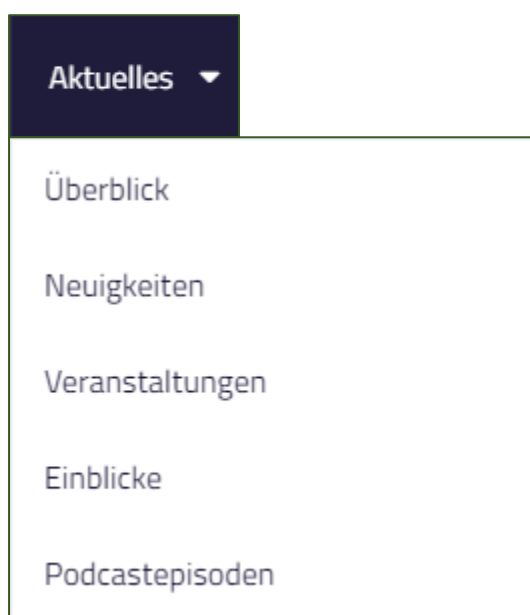 Aktuelles
Überblick
Neuigkeiten
Veranstaltungen
Einblicke
Podcastepisoden